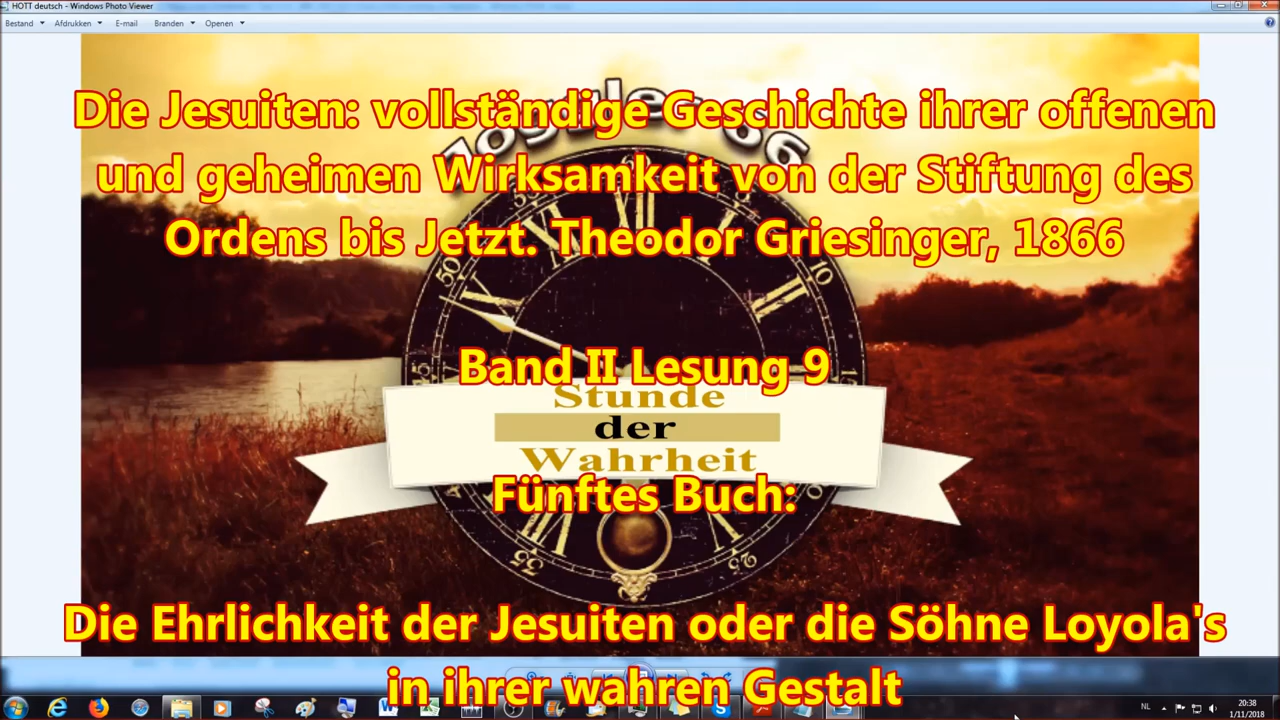 HOTT deutsch - Windows Photo Viewer
Bestand Afdrukken E-mail Branden Openen
Die Jesuiten: vollständige Geschichte ihrer offenen
und geheimen Wirksamkeit von der Stiftung des
Ordens bis Jetzt. Theodor Griesinger, 1866
Band II Lesung 9
Stunde
der
Wahrheit
Fünftes Buch:
Die Ehrlichkeit der Jesuiten oder die Söhne Loyola's
in ihrer wahren Gestalt
NL
20:38
1/11/2018